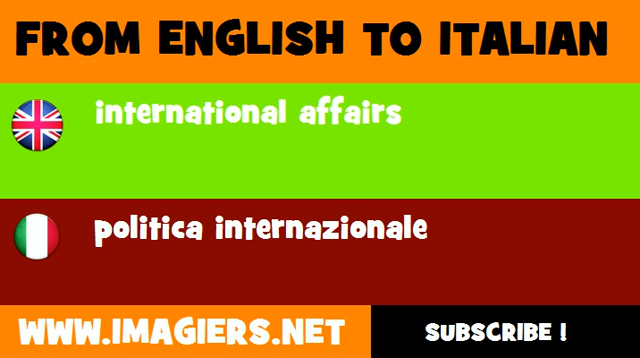 FROM ENGLISH TO ITALIAN
international affairs
politica internazionale
WWW.IMAGIERS.NET
SUBSCRIBE !